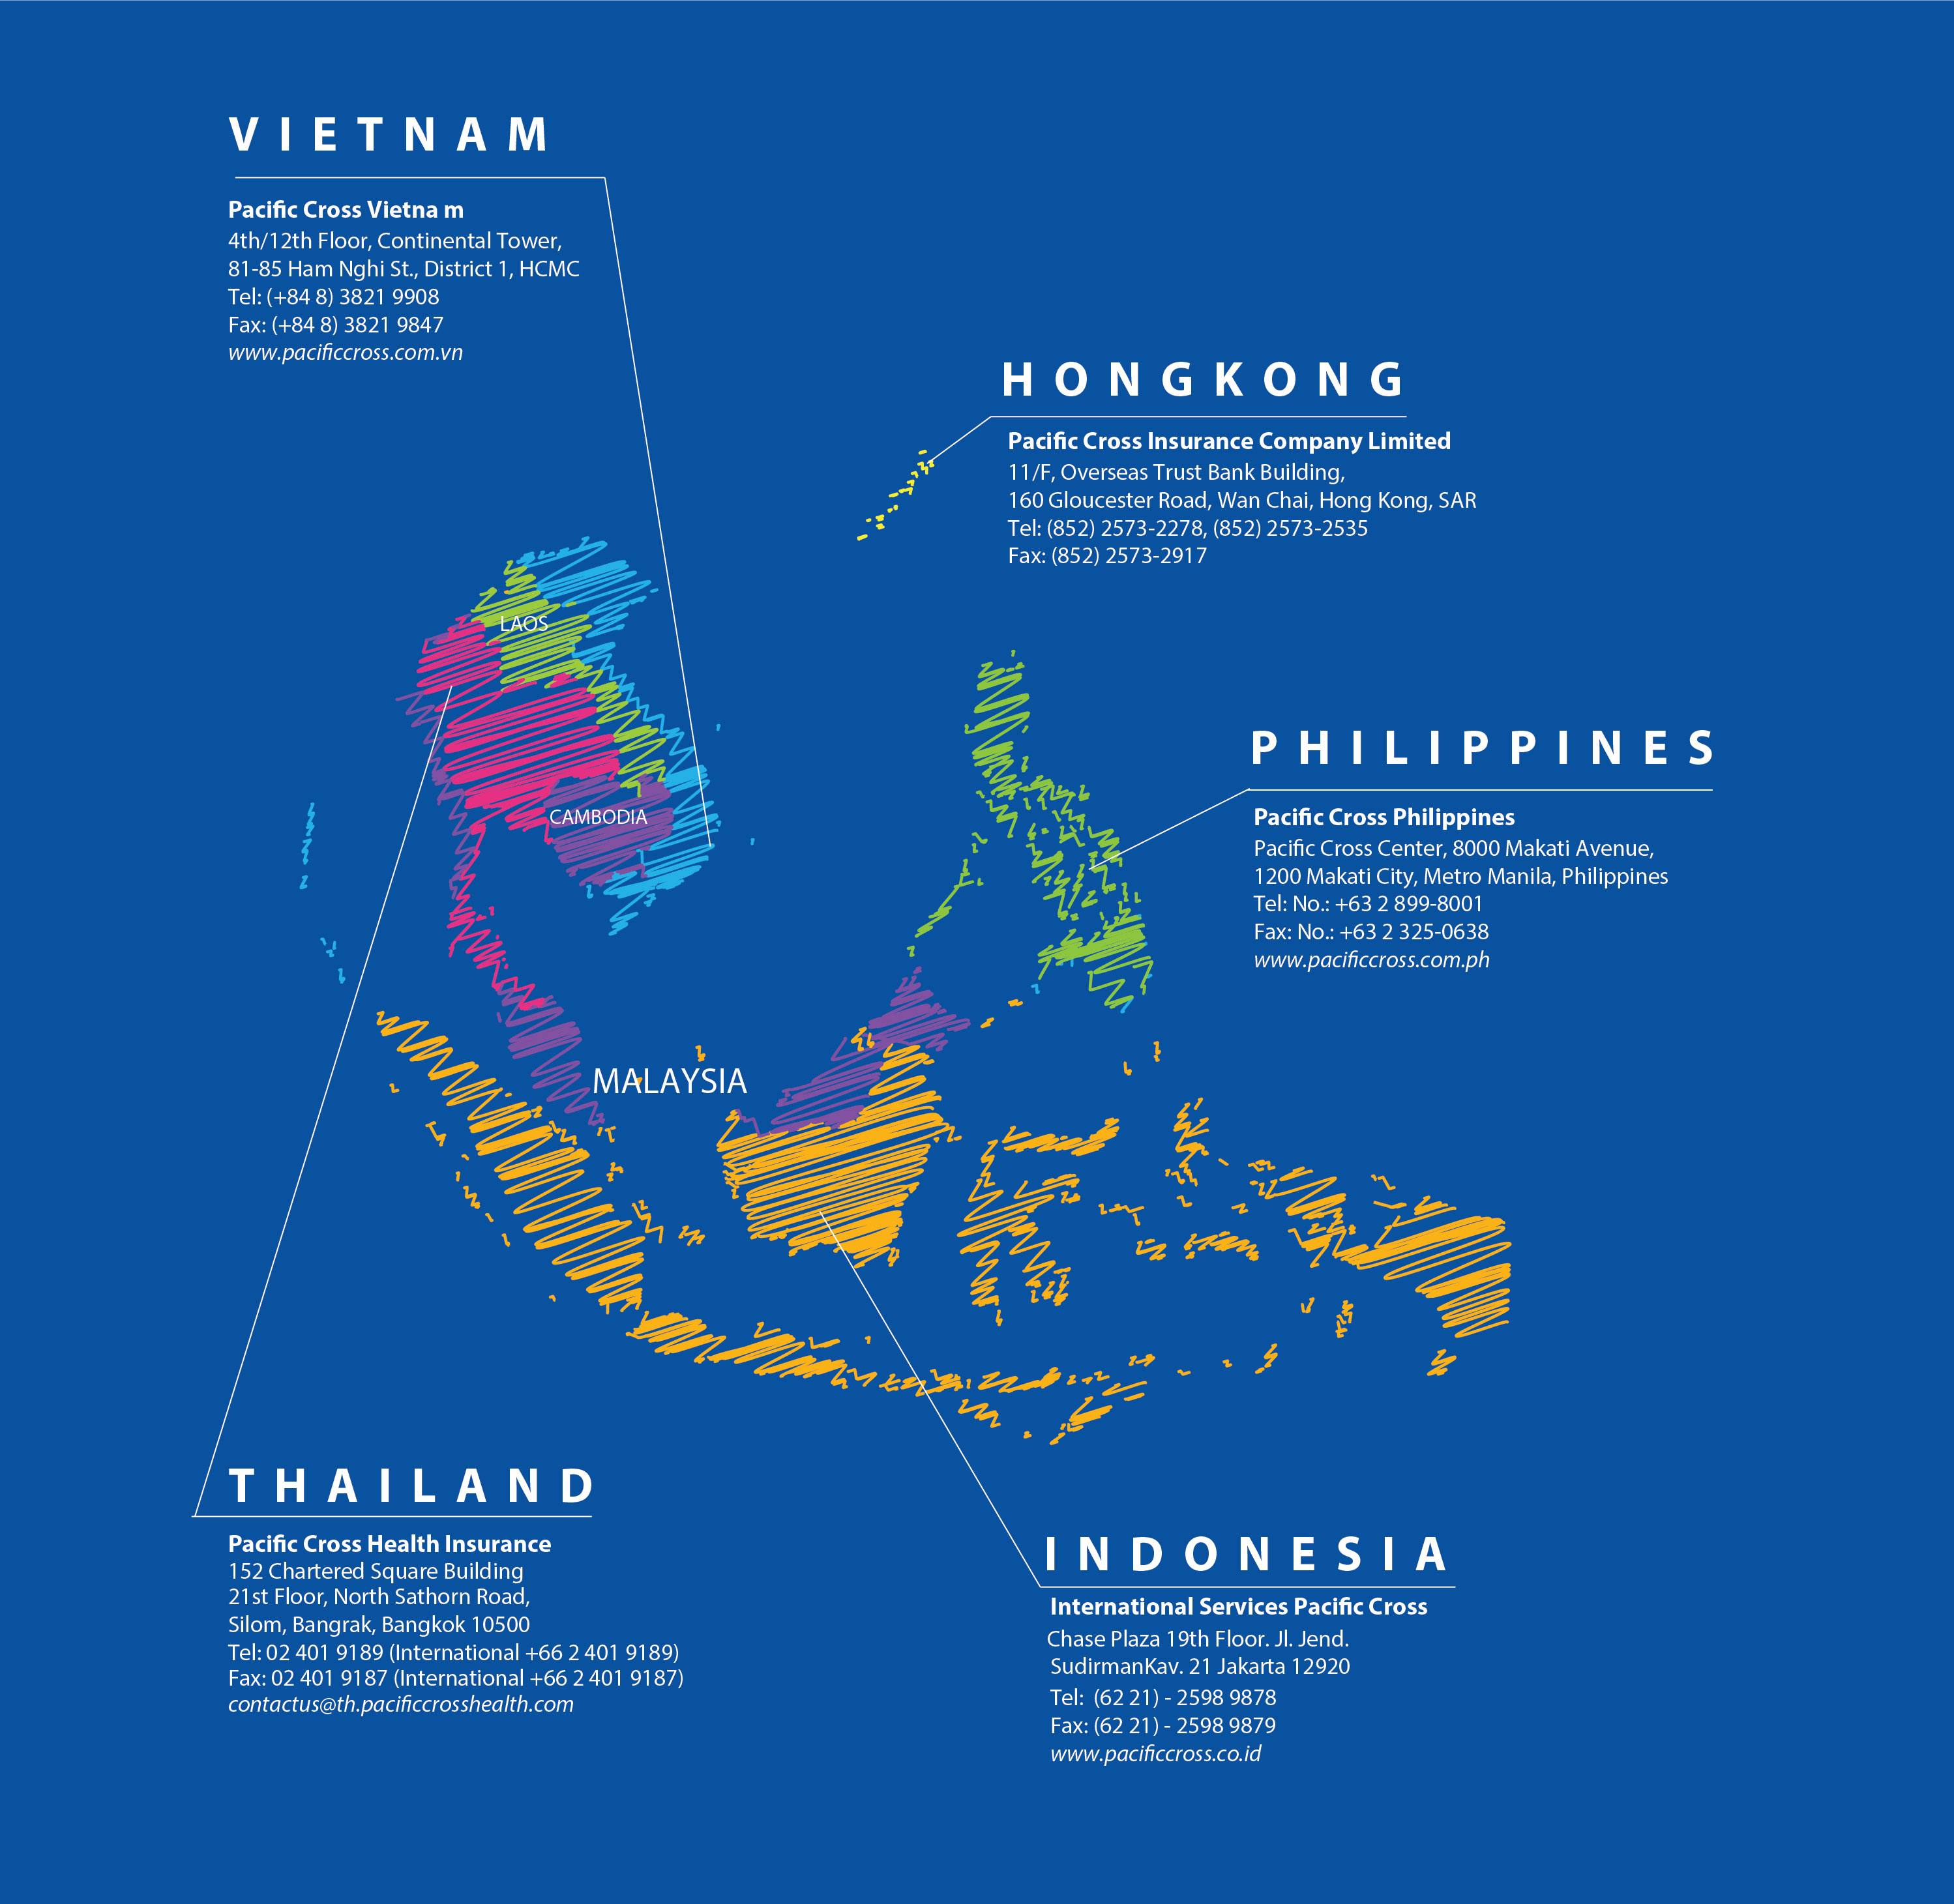 VIETNAM
Pacific Cross Vietna m
4th/12th Floor, Continental Tower,
81-85 Ham Nghi St., District 1, HCMC
Tel: (+84 8) 3821 9908
Fax: (+84 8) 3821 9847
www.pacificcross.com.vn
HONGKONG
Pacific Cross Insurance Company Limited
11/F, Overseas Trust Bank Building,
160 Gloucester Road, Wan Chai, Hong Kong, SAR
Tel: (852) 2573-2278, (852) 2573-2535
Fax: (852) 2573-2917
LAOS
CAMBODIA
PHILIPPINES
Pacific Cross Philippines
Pacific Cross Center, 8000 Makati Avenue,
1200 Makati City, Metro Manila, Philippines
Tel: No.: +63 2 899-8001
Fax: No.: +63 2 325-0638
www.pacificcross.com.ph
MALAYSIA
THAILAND
Pacific Cross Health Insurance
152 Chartered Square Building
21st Floor, North Sathorn Road,
Silom, Bangrak, Bangkok 10500
Tel: 02 401 9189 (International +66 2 401 9189)
Fax: 02 401 9187 (International +66 2 401 9187)
contactus@th.pacificcrosshealth.com
INDONESIA
International Services Pacific Cross
Chase Plaza 19th Floor. Jl. Jend.
SudirmanKav. 21 Jakarta 12920
Tel:  (62 21) - 2598 9878
Fax: (62 21) - 2598 9879
www.pacificcross.co.id